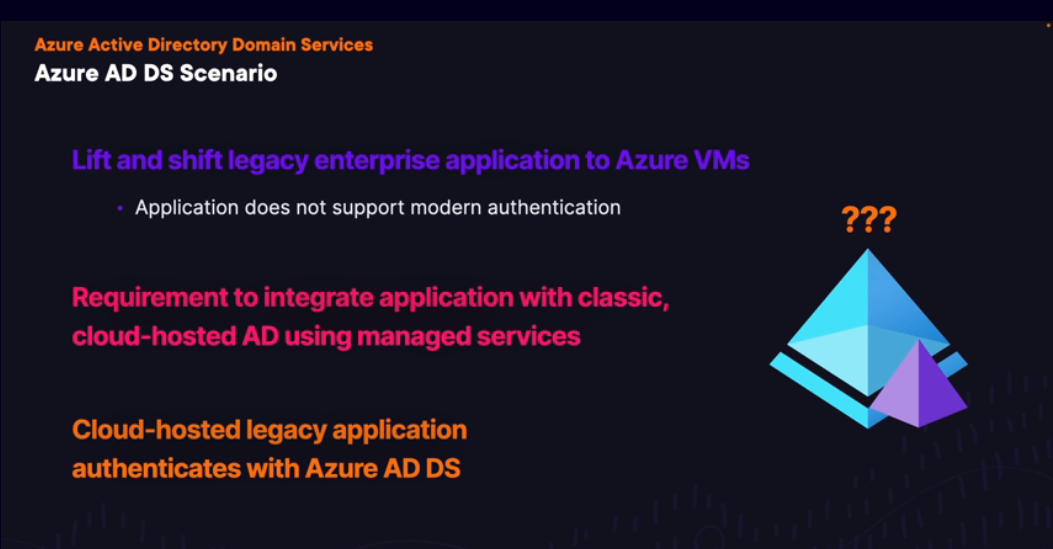 Azure Active Directory Domain Services
Azure AD DS Scenario
Lift and shift legacy enterprise application to Azure VMs
• Application does not support modern authentication
???
Requirement to integrate application with classic,
cloud-hosted AD using managed services
Cloud-hosted legacy application
authenticates with Azure AD DS